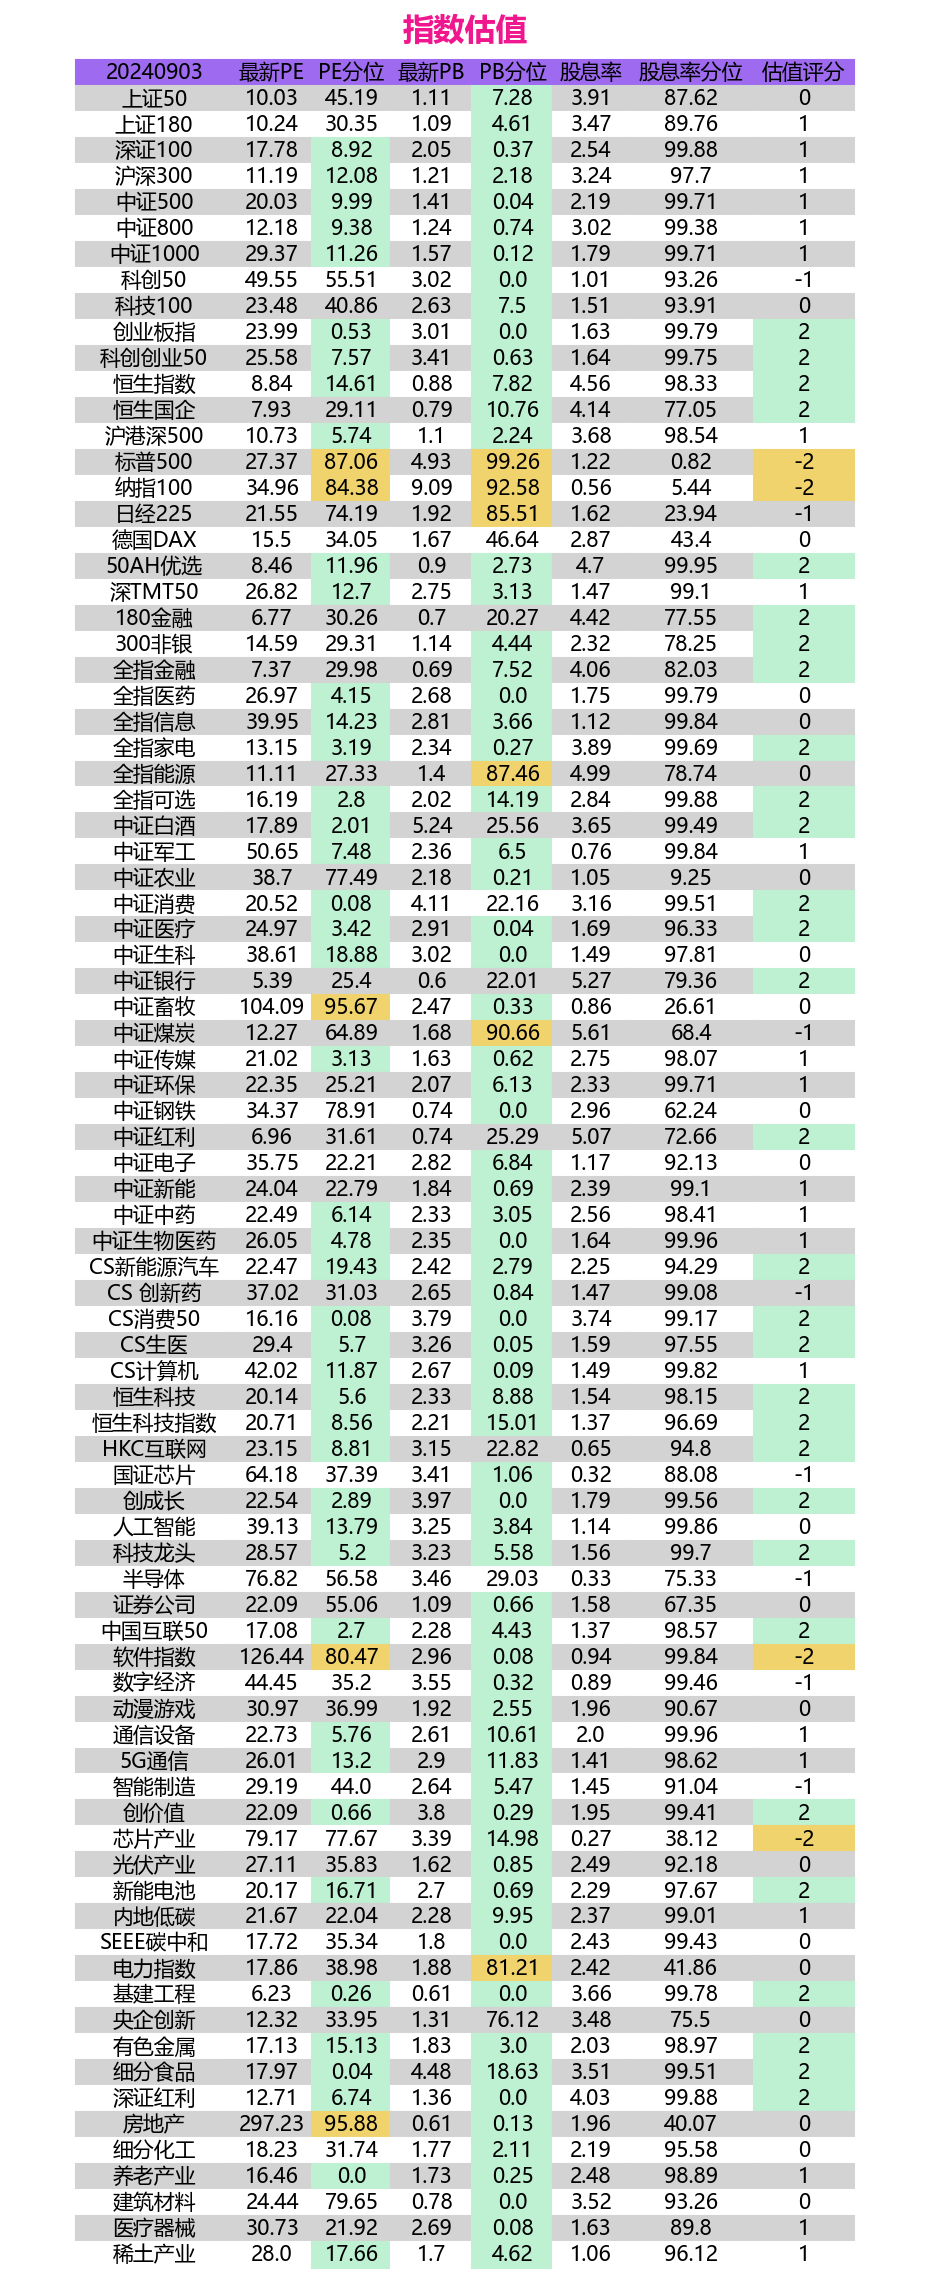 指数估值
20240903 最新PE PE分位 最新PB PB分位 股息率 股息率分位 估值评分
上证50 10.03 45.19 1.11 7.28 3.91 87.62 0
上证180 10.24 30.35 1.09 4.61 3.47 89.76 1
深证100 17.78 8.92 2.05 0.37 2.54 99.88 1
沪深300 11.19 12.08 1.21 2.18 3.24 97.7 1
中证500 20.03 9.99 1.41 0.04 2.19 99.71 1
中证800 12.18 9.38 1.24 0.74 3.02 99.38 1
中证1000 29.37 11.26 1.57 0.12 1.79 99.71 1
科创50 49.55 55.51 3.02 0.0 1.01 93.26 -1
科技100 23.48 40.86 2.63 7.5 1.51 93.91 0
创业板指 23.99 0.53 3.01 0.0 1.63 99.79 2
科创创业50 25.58 7.57 3.41 0.63 1.64 99.75 2
恒生指数 8.84 14.61 0.88 7.82 4.56 98.33 2
恒生国企 7.93 29.11 0.79 10.76 4.14 77.05 2
沪港深500 10.73 5.74 1.1 2.24 3.68 98.54 1
标普500 27.37 87.06 4.93 99.26 1.22 0.82 -2
纳指100 34.96 84.38 9.09 92.58 0.56 5.44 -2
日经225 21.55 74.19 1.92 85.51 1.62 23.94 -1
德国DAX 15.5 34.05 1.67 46.64 2.87 43.4 0
50AH优选 8.46 11.96 0.9 2.73 4.7 99.95 2
深TMT50 26.82 12.7 2.75 3.13 1.47 99.1 1
180金融 6.77 30.26 0.7 20.27 4.42 77.55 2
300非银 14.59 29.31 1.14 4.44 2.32 78.25 2
全指金融 7.37 29.98 0.69 7.52 4.06 82.03 2
全指医药 26.97 4.15 2.68 0.0 1.75 99.79 0
全指信息 39.95 14.23 2.81 3.66 1.12 99.84 0
全指家电 13.15 3.19 2.34 0.27 3.89 99.69 2
全指能源 11.11 27.33 1.4 87.46 4.99 78.74 0
全指可选 16.19 2.8 2.02 14.19 2.84 99.88 2
中证白酒 17.89 2.01 5.24 25.56 3.65 99.49 2
中证军工 50.65 7.48 2.36 6.5 0.76 99.84 1
中证农业 38.7 77.49 2.18 0.21 1.05 9.25 0
中证消费 20.52 0.08 4.11 22.16 3.16 99.51 2
中证医疗 24.97 3.42 2.91 0.04 1.69 96.33 2
中证生科 38.61 18.88 3.02 0.0 1.49 97.81 0
中证银行 5.39 25.4 0.6 22.01 5.27 79.36 2
中证畜牧 104.09 95.67 2.47 0.33 0.86 26.61 0
中证煤炭 12.27 64.89 1.68 90.66 5.61 68.4 -1
中证传媒 21.02 3.13 1.63 0.62 2.75 98.07 1
中证环保 22.35 25.21 2.07 6.13 2.33 99.71 1
中证钢铁 34.37 78.91 0.74 0.0 2.96 62.24 0
中证红利 6.96 31.61 0.74 25.29 5.07 72.66 2
中证电子 35.75 22.21 2.82 6.84 1.17 92.13 0
中证新能 24.04 22.79 1.84 0.69 2.39 99.1 1
中证中药 22.49 6.14 2.33 3.05 2.56 98.41 1
中证生物医药 26.05 4.78 2.35 0.0 1.64 99.96 1
CS新能源汽车 22.47 19.43 2.42 2.79 2.25 94.29 2
CS 创新药 37.02 31.03 2.65 0.84 1.47 99.08 -1
CS消费50 16.16 0.08 3.79 0.0 3.74 99.17 2
CS生医 29.4 5.7 3.26 0.05 1.59 97.55 2
CS计算机 42.02 11.87 2.67 0.09 1.49 99.82 1
恒生科技 20.14 5.6 2.33 8.88 1.54 98.15 2
恒生科技指数 20.71 8.56 2.21 15.01 1.37 96.69 2
HKC互联网 23.15 8.81 3.15 22.82 0.65 94.8 2
国证芯片 64.18 37.39 3.41 1.06 0.32 88.08 -1
创成长 22.54 2.89 3.97 0.0 1.79 99.56 2
人工智能 39.13 13.79 3.25 3.84 1.14 99.86 0
科技龙头 28.57 5.2 3.23 5.58 1.56 99.7 2
半导体 76.82 56.58 3.46 29.03 0.33 75.33 -1
证券公司 22.09 55.06 1.09 0.66 1.58 67.35 0
中国互联50 17.08 2.7 2.28 4.43 1.37 98.57 2
软件指数 126.44 80.47 2.96 0.08 0.94 99.84 -2
数字经济 44.45 35.2 3.55 0.32 0.89 99.46 -1
动漫游戏 30.97 36.99 1.92 2.55 1.96 90.67 0
通信设备 22.73 5.76 2.61 10.61 2.0 99.96 1
5G通信 26.01 13.2 2.9 11.83 1.41 98.62 1
智能制造 29.19 44.0 2.64 5.47 1.45 91.04 -1
创价值 22.09 0.66 3.8 0.29 1.95 99.41 2
芯片产业 79.17 77.67 3.39 14.98 0.27 38.12 -2
光伏产业 27.11 35.83 1.62 0.85 2.49 92.18 0
新能电池 20.17 16.71 2.7 0.69 2.29 97.67 2
内地低碳 21.67 22.04 2.28 9.95 2.37 99.01 1
SEEE碳中和 17.72 35.34 1.8 0.0 2.43 99.43 0
电力指数 17.86 38.98 1.88 81.21 2.42 41.86 0
基建工程 6.23 0.26 0.61 0.0 3.66 99.78 2
央企创新 12.32 33.95 1.31 76.12 3.48 75.5 0
有色金属 17.13 15.13 1.83 3.0 2.03 98.97 2
细分食品 17.97 0.04 4.48 18.63 3.51 99.51 2
深证红利 12.71 6.74 1.36 0.0 4.03 99.88 2
房地产 297.23 95.88 0.61 0.13 1.96 40.07 0
细分化工 18.23 31.74 1.77 2.11 2.19 95.58 0
养老产业 16.46 0.0 1.73 0.25 2.48 98.89 1
建筑材料 24.44 79.65 0.78 0.0 3.52 93.26 0
医疗器械 30.73 21.92 2.69 0.08 1.63 89.8 1
稀土产业 28.0 17.66 1.7 4.62 1.06 96.12 1